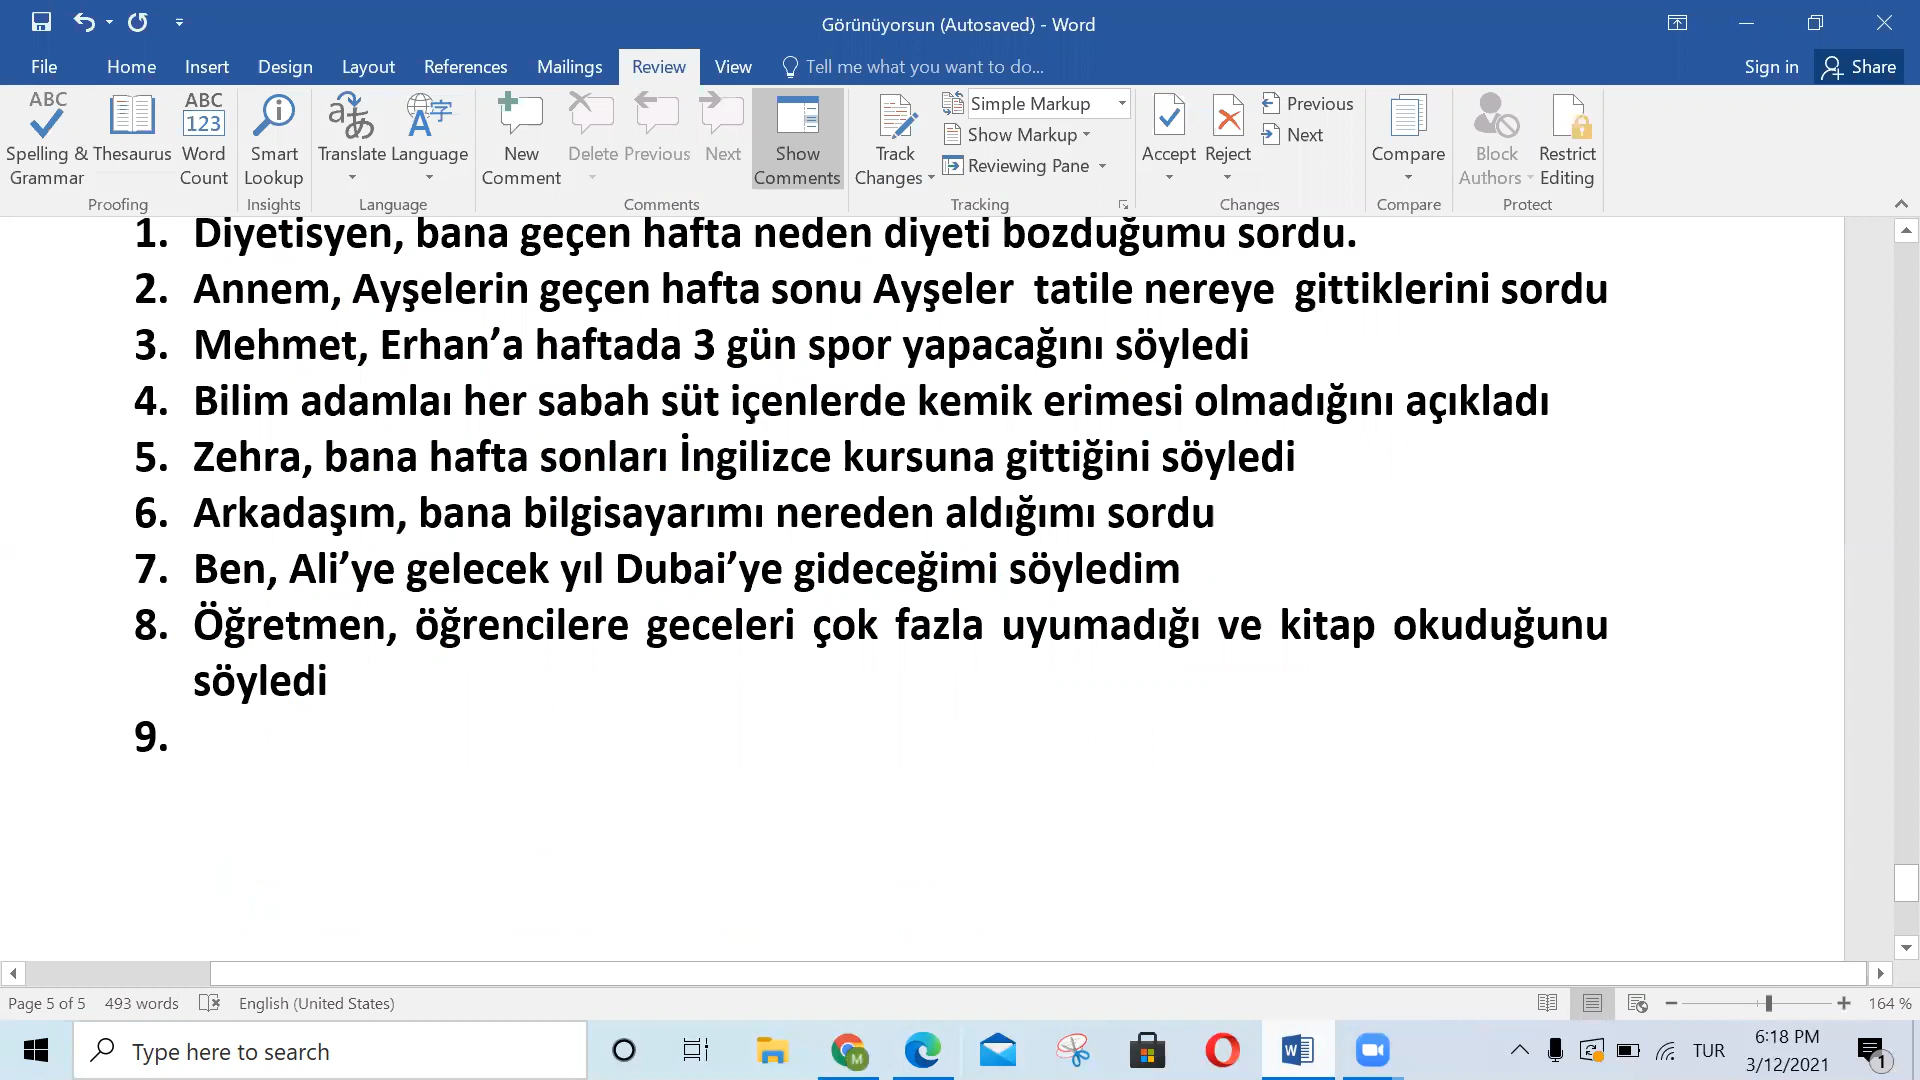 Görünüyorsun (Autosaved) - Word
File Home Insert Design Layout References Mailings Review View Tell me what you want to do... Sign in Share
ABC ABC 123 Simple Markup Previous
Show Markup Next
Spelling & Thesaurus Word Smart Translate Language New Delete Previous Next Show Track Accept Reject Compare Block Restrict
Reviewing Pane
Grammar Count Lookup Comment Comments Changes Authors Editing
Proofing Insights Language Comments Tracking Changes Compare Protect
1. Diyetisyen, bana geçen hafta neden diyeti bozduğumu sordu.
2. Annem, Ayşelerin geçen hafta sonu Ayşeler tatile nereye gittiklerini sordu
3. Mehmet, Erhan’a haftada 3 gün spor yapacağını söyledi
4. Bilim adamlaı her sabah süt içenlerde kemik erimesi olmadığını açıkladı
5. Zehra, bana hafta sonları İngilizce kursuna gittiğini söyledi
6. Arkadaşım, bana bilgisayarımı nereden aldığımı sordu
7. Ben, Ali’ye gelecek yıl Dubai’ye gideceğimi söyledim
8. Öğretmen, öğrencilere geceleri çok fazla uyumadığı ve kitap okuduğunu
söyledi
9.
Page 5 of 5 493 words English (United States) 164 %
Type here to search TUR 6:18 PM
3/12/2021 1